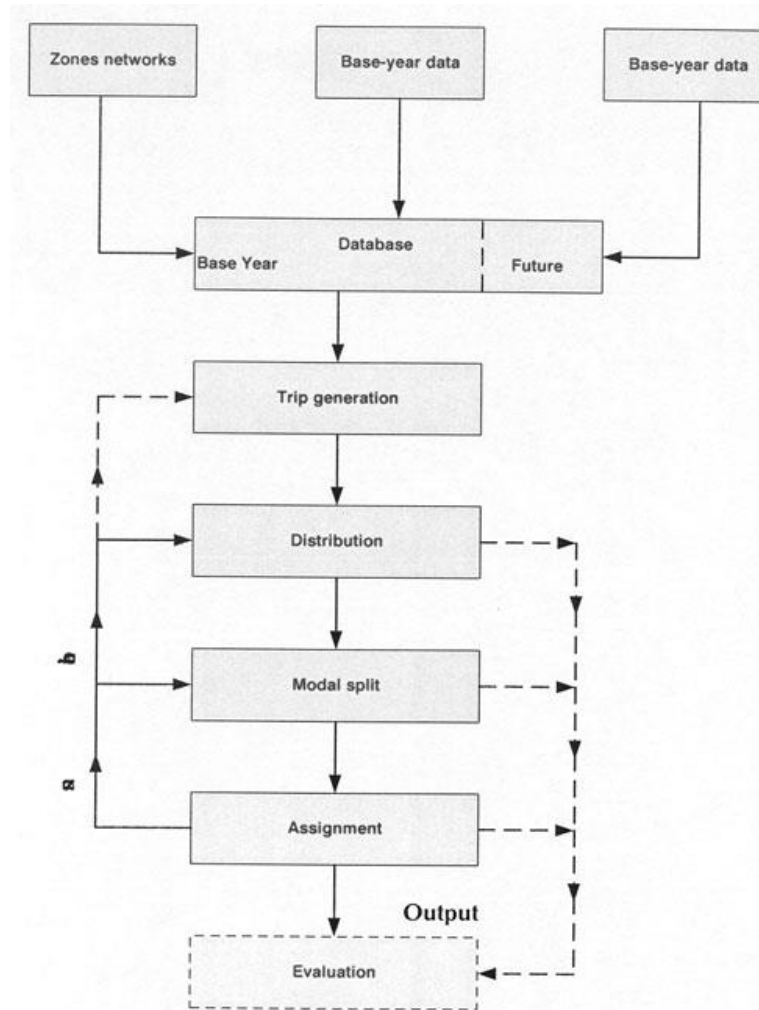 Zones networks
Base-year data
Base-year data
Database
Base Year
Future
Trip generation
Distribution
Modal split
Assignment
Output
Evaluation